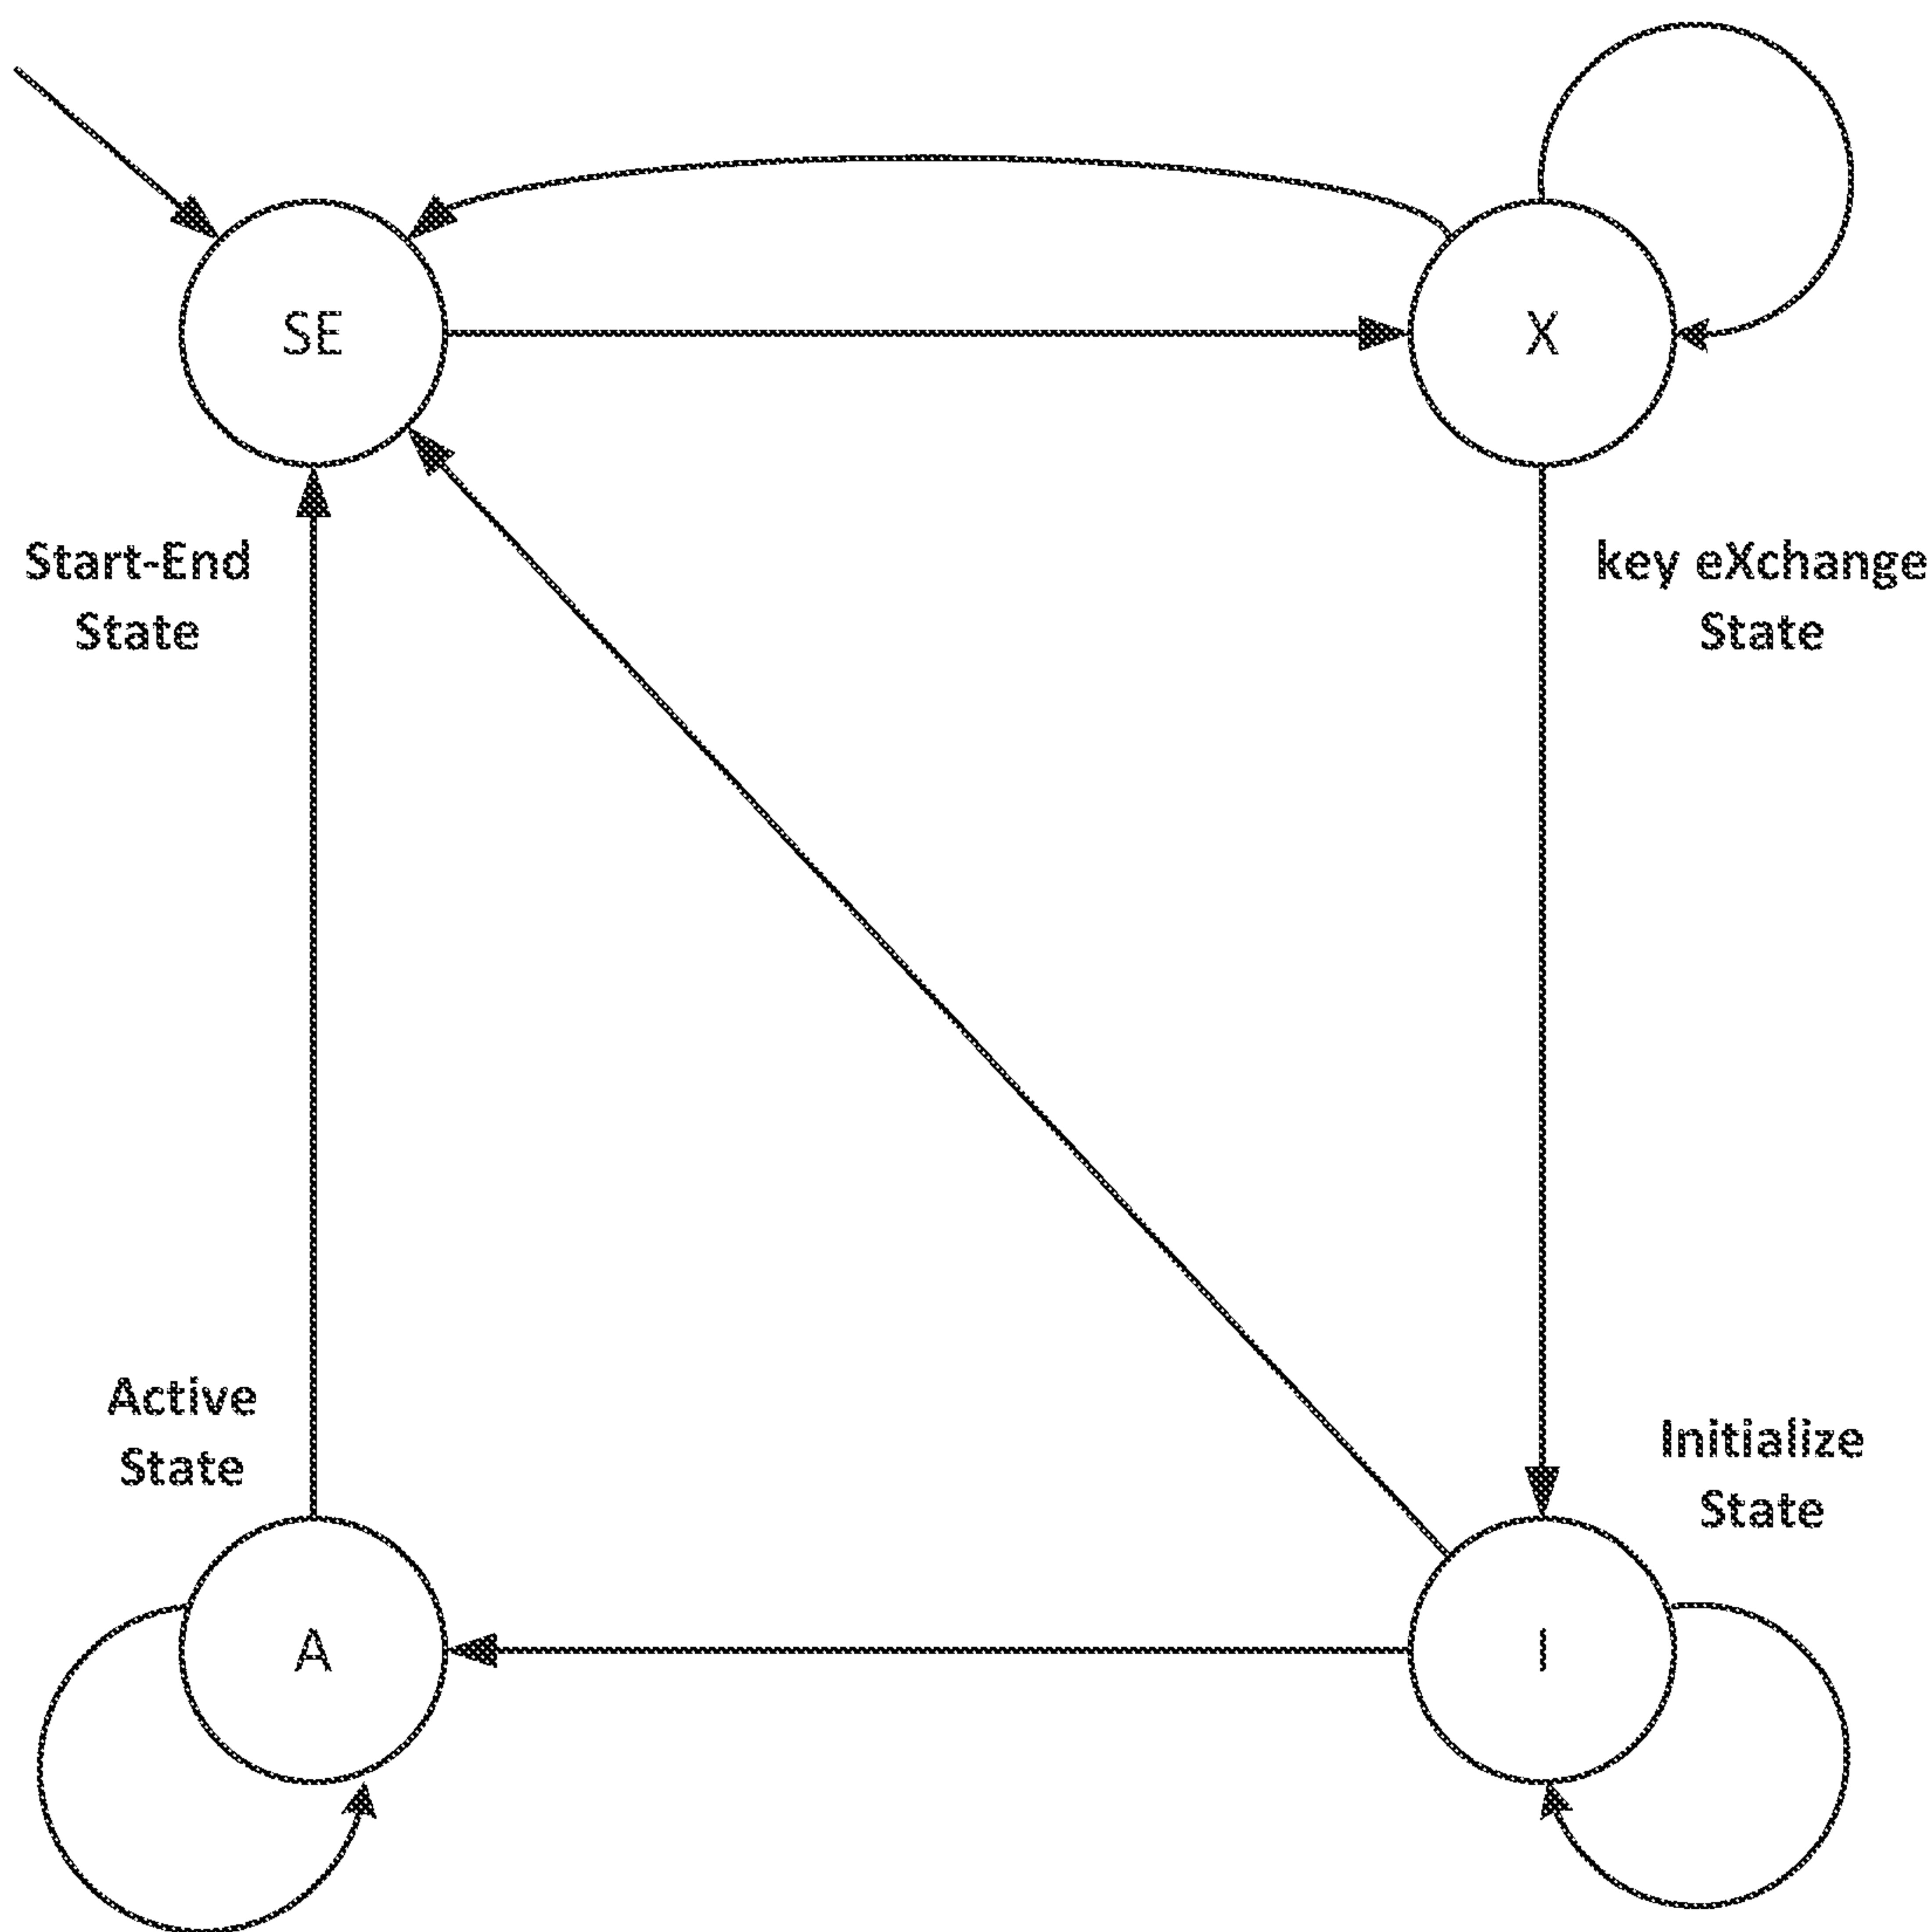 SE
X
Start-End
State
key eXchange
State
Active
State
Initialize
State
A
I